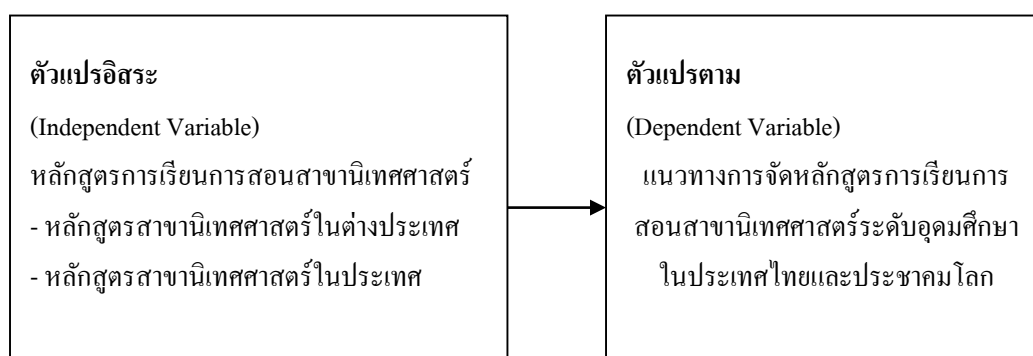 ตัวแปรอิสระ
(Independent Variable)
หลักสูตรการเรียนการสอนสาขานิเทศศาสตร์
- หลักสูตรสาขานิเทศศาสตร์ในต่างประเทศ
- หลักสูตรสาขานิเทศศาสตร์ในประเทศ
ตัวแปรตาม
(Dependent Variable)
แนวทางการจัดหลักสูตรการเรียนการ
สอนสาขานิเทศศาสตร์ระดับอุดมศึกษา
ในประเทศไทยและประชาคมโลก